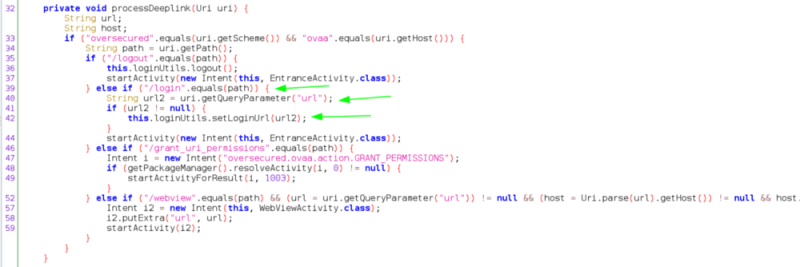 32 private void processDeeplink(Uri uri) {
String url;
String host;
33 if ("oversecured".equals(uri.getScheme()) && "ovaa".equals(uri.getHost())) {
34 String path = uri.getPath();
35 if ("/logout".equals(path)) {
36 this.loginUtils.logout();
37 startActivity(new Intent(this, EntranceActivity.class));
39 } else if ("/login".equals(path)) {
40 String url2 = uri.getQueryParameter("url");
41 if (url2 != null) {
42 this.loginUtils.setLoginUrl(url2);
}
44 startActivity(new Intent(this, EntranceActivity.class));
46 } else if ("/grant_uri_permissions".equals(path)) {
47 Intent i = new Intent("oversecured.ovaa.action.GRANT_PERMISSIONS");
48 if (getPackageManager().resolveActivity(i, 0) != null) {
49 startActivityForResult(i, 1003);
}
52 } else if ("/webview".equals(path) && (url = uri.getQueryParameter("url")) != null && (host = Uri.parse(url).getHost()) != null && host.
57 Intent i2 = new Intent(this, WebViewActivity.class);
58 i2.putExtra("url", url);
59 startActivity(i2);
}
}
}